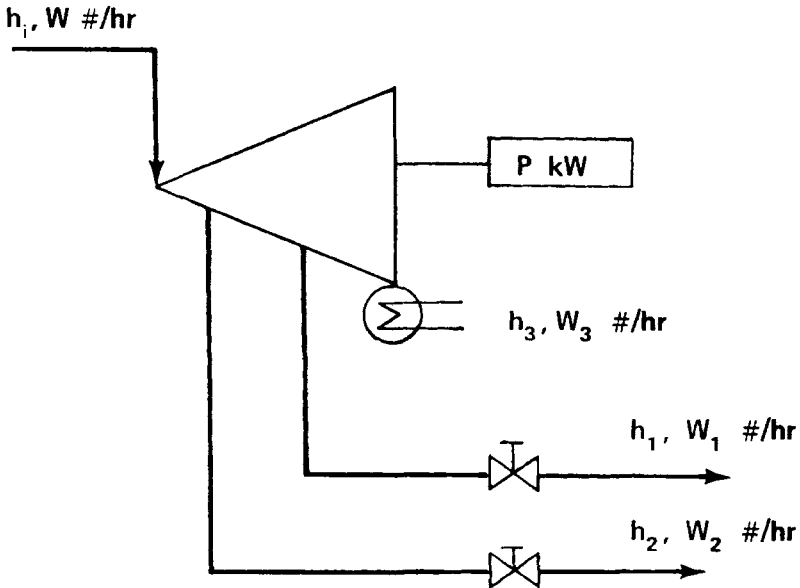 hᵢ, W #/hr
P kW
h₃, W₃ #/hr
h₁, W₁ #/hr
h₂, W₂ #/hr